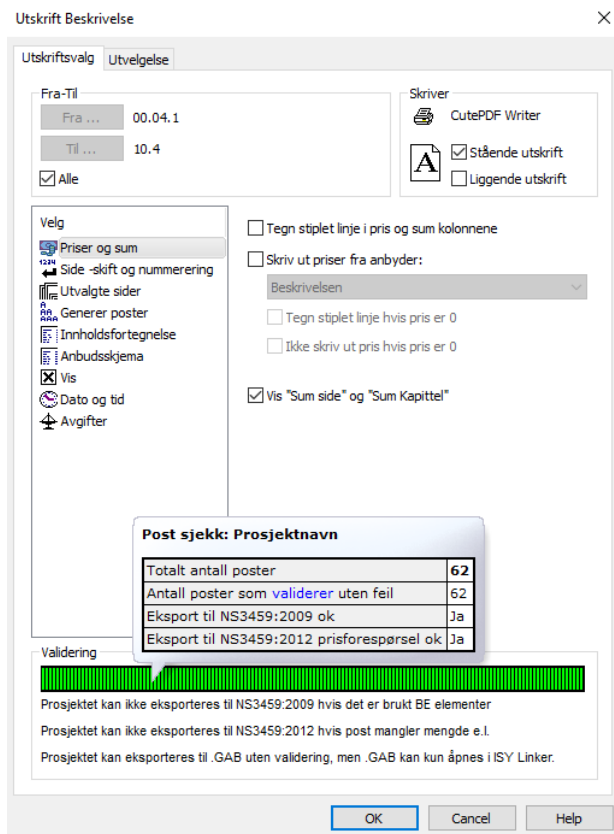 Utskrift Beskrivelse
Utskriftsvalg Utvelgelse
Fra-Til
Fra ... 00.04.1
Til ... 10.4
Alle
Skriver
CutePDF Writer
A
Stående utskrift
Liggende utskrift
Velg
Priser og sum
Side -skift og nummerering
Utvalgte sider
Generer poster
Innholdsfortegnelse
Anbudsskjema
Vis
Dato og tid
Avgifter
Tegn stiplet linje i pris og sum kolonnene
Skriv ut priser fra anbyder:
Beskrivelsen
Tegn stiplet linje hvis pris er 0
Ikke skriv ut pris hvis pris er 0
Vis "Sum side" og "Sum Kapittel"
Post sjekk: Prosjektnavn
Totalt antall poster 62
Antall poster som validerer uten feil 62
Eksport til NS3459:2009 ok Ja
Eksport til NS3459:2012 prisforespørsel ok Ja
Validering
Prosjektet kan ikke eksporteres til NS3459:2009 hvis det er brukt BE elementer
Prosjektet kan ikke eksporteres til NS3459:2012 hvis post mangler mengde e.l.
Prosjektet kan eksporteres til .GAB uten validering, men .GAB kan kun åpnes i ISY Linker.
OK Cancel Help